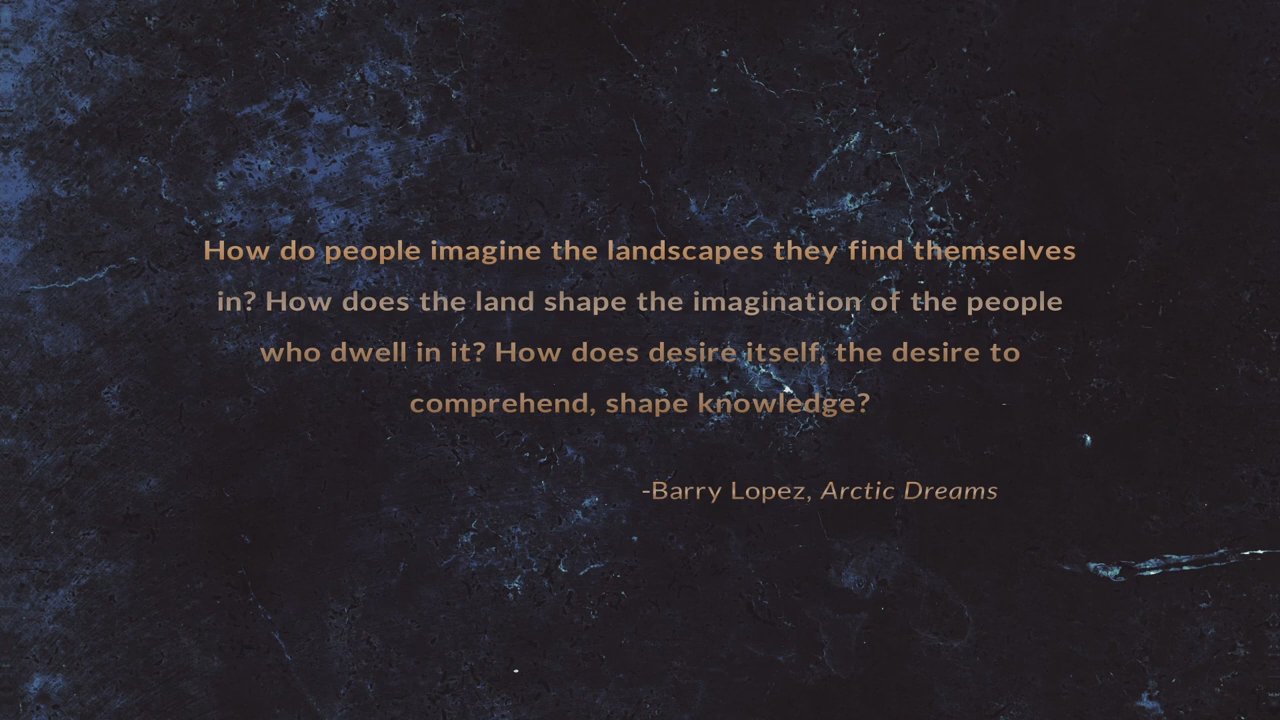 How do people imagine the landscapes they find themselves
in? How does the land shape the imagination of the people
who dwell in it? How does desire itself, the desire to
comprehend, shape knowledge?
-Barry Lopez, Arctic Dreams